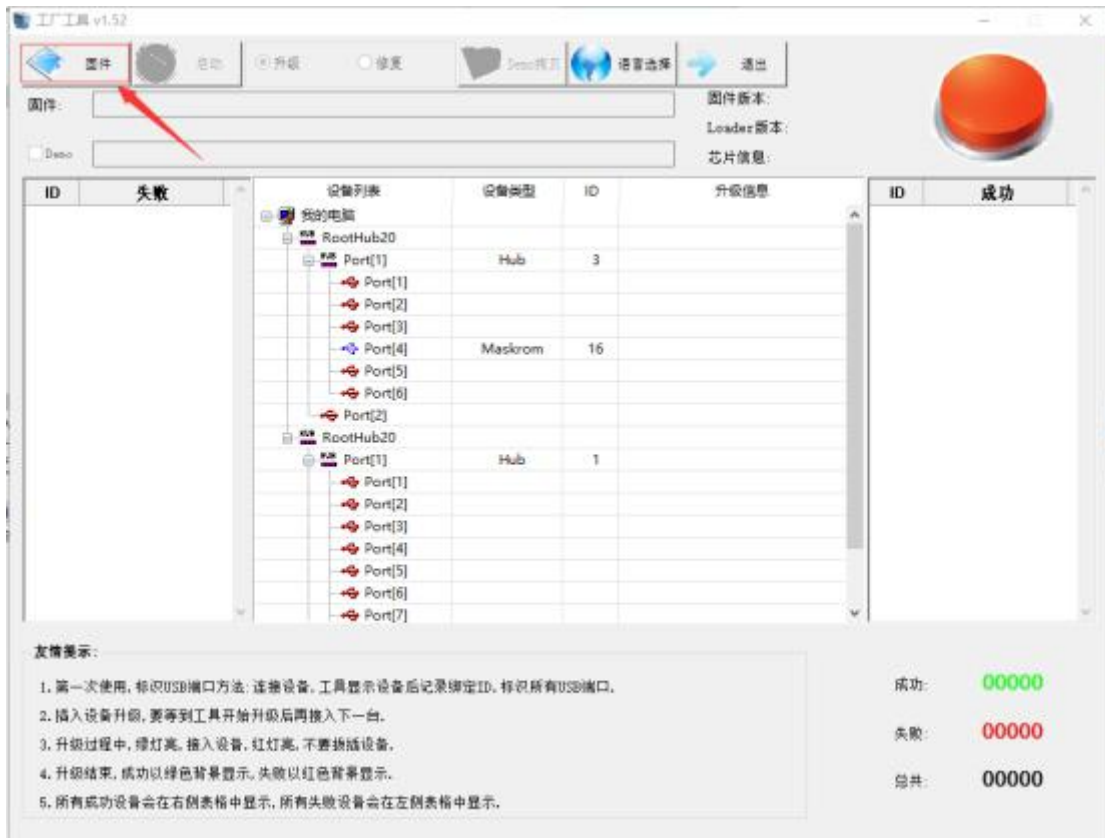 工厂工具 v1.52
固件 启动 升级 修复 Demo拷贝 语言选择 退出
固件:
固件版本:
Loader版本:
Demo
芯片信息:
ID 失败
设备列表 设备类型 ID 升级信息
ID 成功
我的电脑
RootHub20
Port[1] Hub 3
Port[1]
Port[2]
Port[3]
Port[4] Maskrom 16
Port[5]
Port[6]
Port[2]
RootHub20
Port[1] Hub 1
Port[1]
Port[2]
Port[3]
Port[4]
Port[5]
Port[6]
Port[7]
友情提示:
1.第一次使用,标识USB端口方法:连接设备,工具显示设备后记录绑定ID,标识所有USB端口.
2.插入设备升级,要等到工具开始升级后再接入下一台.
3.升级过程中,绿灯亮,接入设备,红灯亮,不要拔插设备.
4.升级结束,成功以绿色背景显示,失败以红色背景显示.
5.所有成功设备会在右侧表格中显示,所有失败设备会在左侧表格中显示.
成功: 00000
失败: 00000
总共: 00000